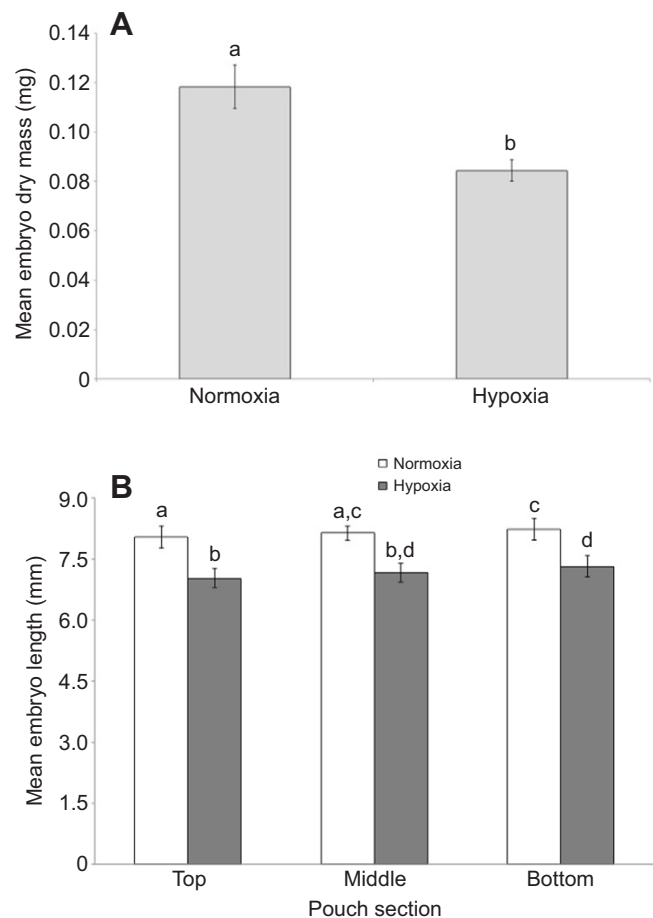 A
Mean embryo dry mass (mg)
0.14
0.12
0.10
0.08
0.06
0.04
0.02
0
a
b
Normoxia
Hypoxia
B
Normoxia
Hypoxia
Mean embryo length (mm)
9.0
7.5
6.0
4.5
3.0
1.5
0
a
b
a,c
b,d
c
d
Top
Middle
Bottom
Pouch section